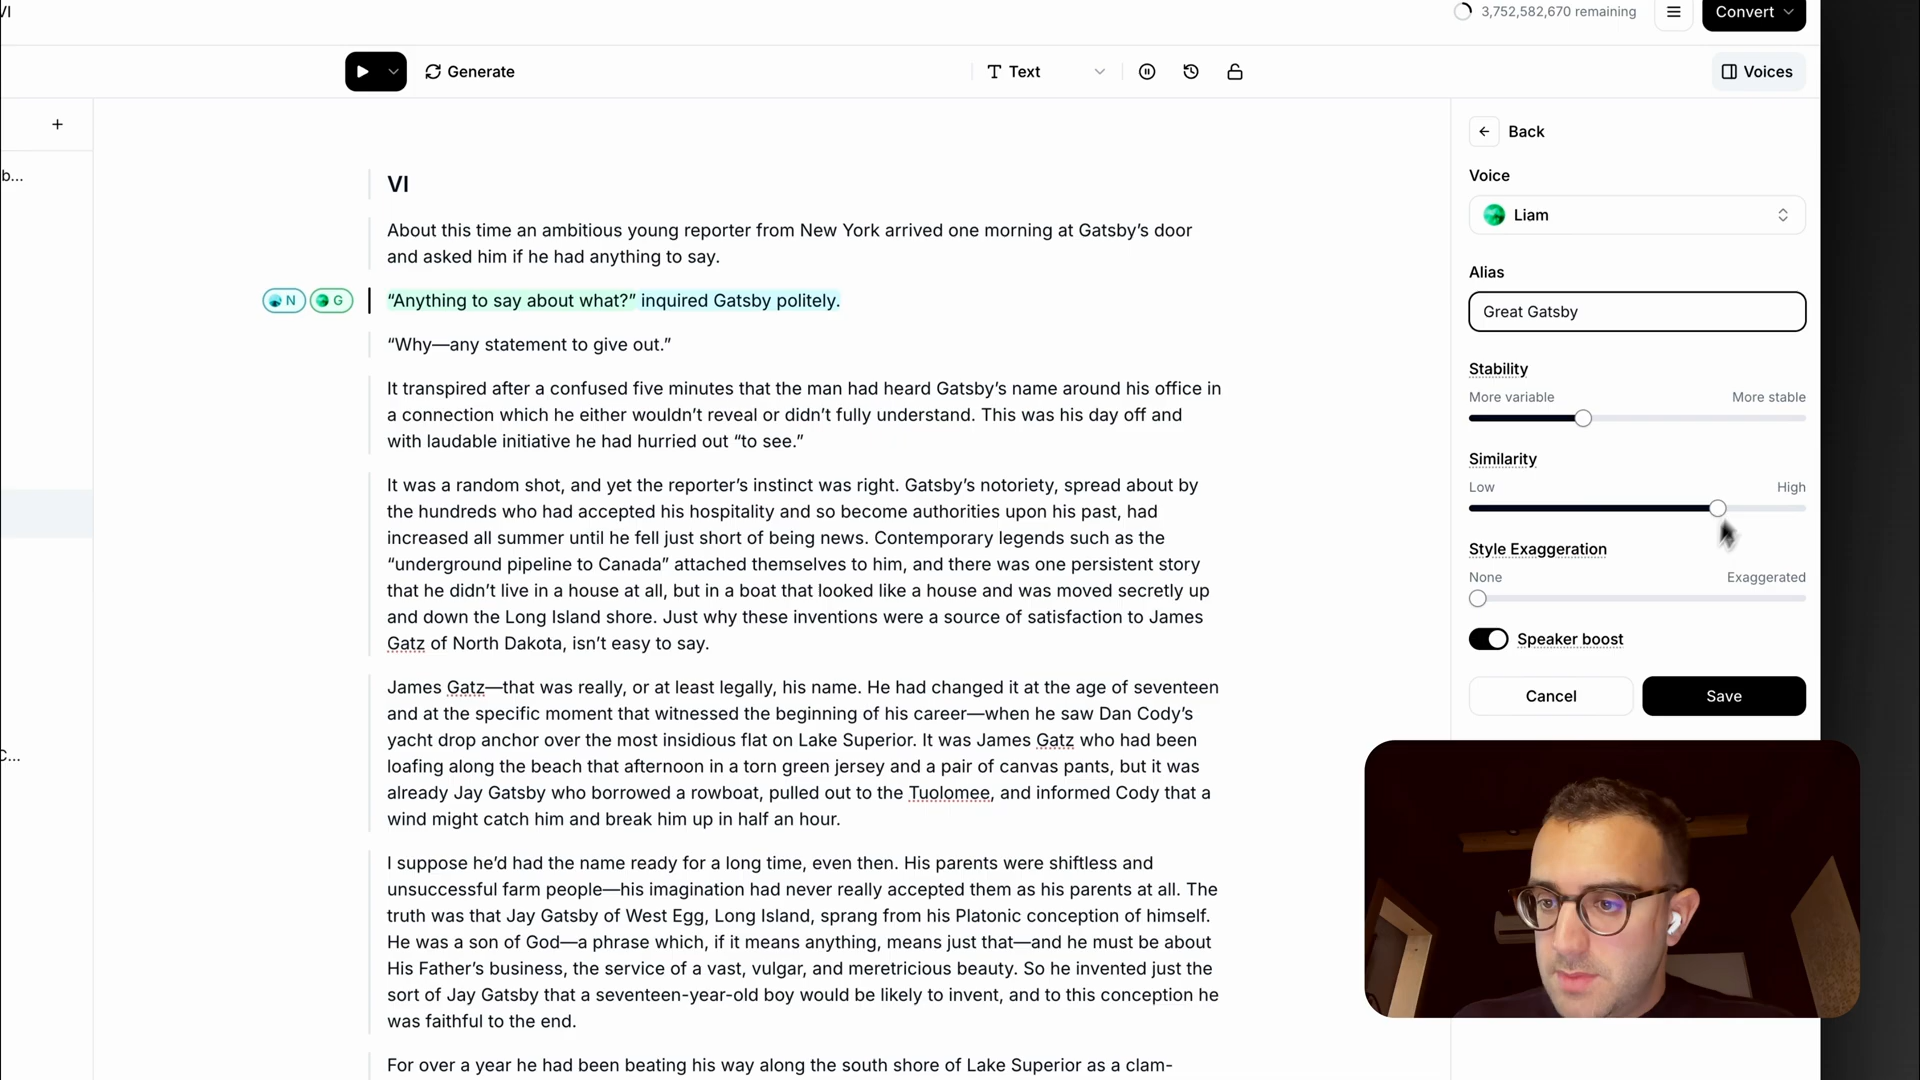 VI
3,752,582,670 remaining
Convert
Generate
Text
Voices
b...
C...
VI
About this time an ambitious young reporter from New York arrived one morning at Gatsby’s door
and asked him if he had anything to say.
N
G
“Anything to say about what?” inquired Gatsby politely.
“Why—any statement to give out.”
It transpired after a confused five minutes that the man had heard Gatsby’s name around his office in
a connection which he either wouldn’t reveal or didn’t fully understand. This was his day off and
with laudable initiative he had hurried out “to see.”
It was a random shot, and yet the reporter’s instinct was right. Gatsby’s notoriety, spread about by
the hundreds who had accepted his hospitality and so become authorities upon his past, had
increased all summer until he fell just short of being news. Contemporary legends such as the
“underground pipeline to Canada” attached themselves to him, and there was one persistent story
that he didn’t live in a house at all, but in a boat that looked like a house and was moved secretly up
and down the Long Island shore. Just why these inventions were a source of satisfaction to James
Gatz of North Dakota, isn’t easy to say.
James Gatz—that was really, or at least legally, his name. He had changed it at the age of seventeen
and at the specific moment that witnessed the beginning of his career—when he saw Dan Cody’s
yacht drop anchor over the most insidious flat on Lake Superior. It was James Gatz who had been
loafing along the beach that afternoon in a torn green jersey and a pair of canvas pants, but it was
already Jay Gatsby who borrowed a rowboat, pulled out to the Tuolomee, and informed Cody that a
wind might catch him and break him up in half an hour.
I suppose he’d had the name ready for a long time, even then. His parents were shiftless and
unsuccessful farm people—his imagination had never really accepted them as his parents at all. The
truth was that Jay Gatsby of West Egg, Long Island, sprang from his Platonic conception of himself.
He was a son of God—a phrase which, if it means anything, means just that—and he must be about
His Father’s business, the service of a vast, vulgar, and meretricious beauty. So he invented just the
sort of Jay Gatsby that a seventeen-year-old boy would be likely to invent, and to this conception he
was faithful to the end.
For over a year he had been beating his way along the south shore of Lake Superior as a clam-
Back
Voice
Liam
Alias
Great Gatsby
Stability
More variable
More stable
Similarity
Low
High
Style Exaggeration
None
Exaggerated
Speaker boost
Cancel
Save